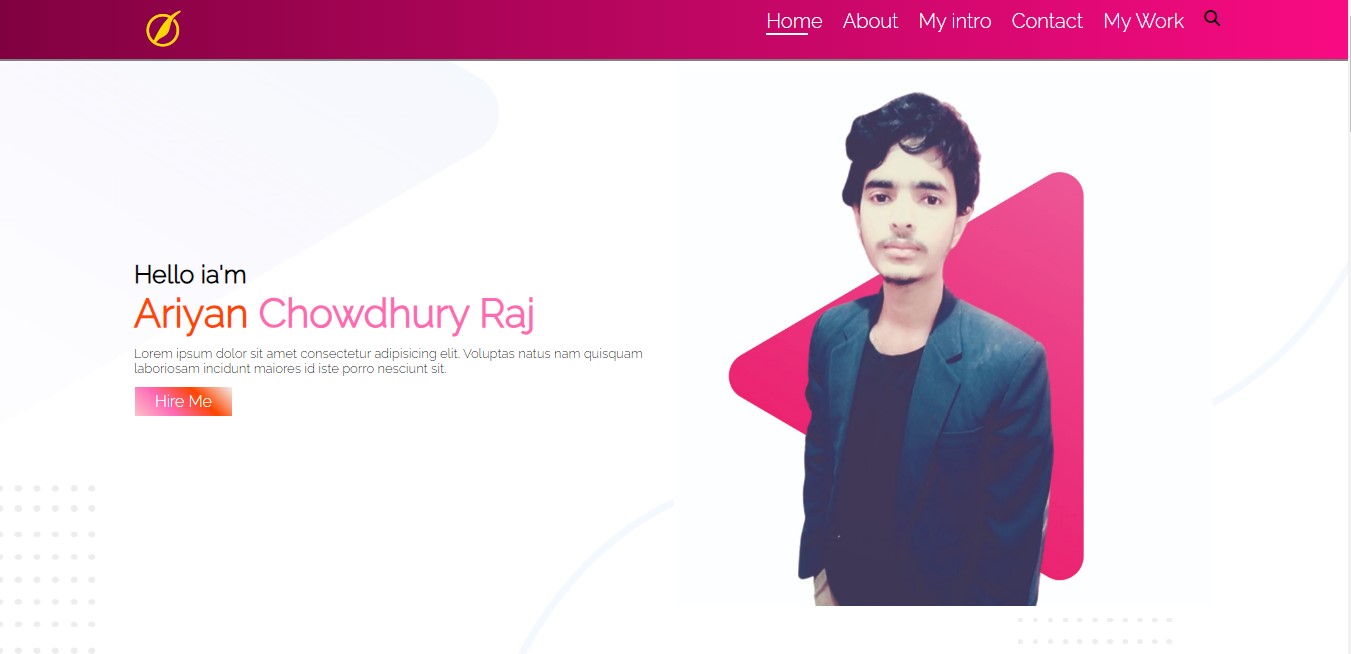 Home About My intro Contact My Work
Hello ia'm
Ariyan Chowdhury Raj
Lorem ipsum dolor sit amet consectetur adipisicing elit. Voluptas natus nam quisquam
laboriosam incidunt maiores id iste porro nesciunt sit.
Hire Me